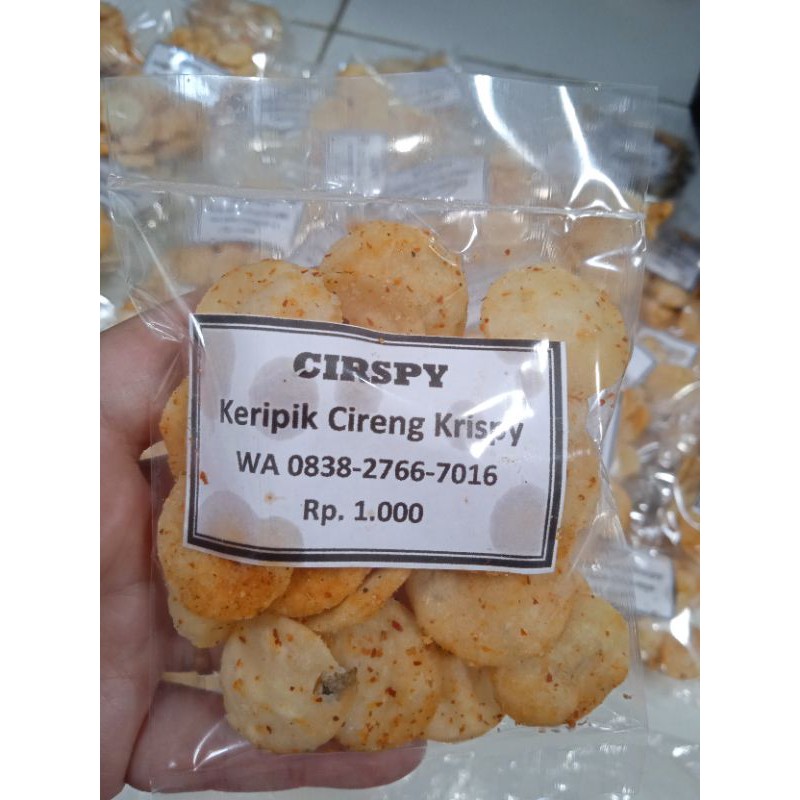 CIRSPY
Keripik Cireng Krispy
WA 0838-2766-7016
Rp. 1.000